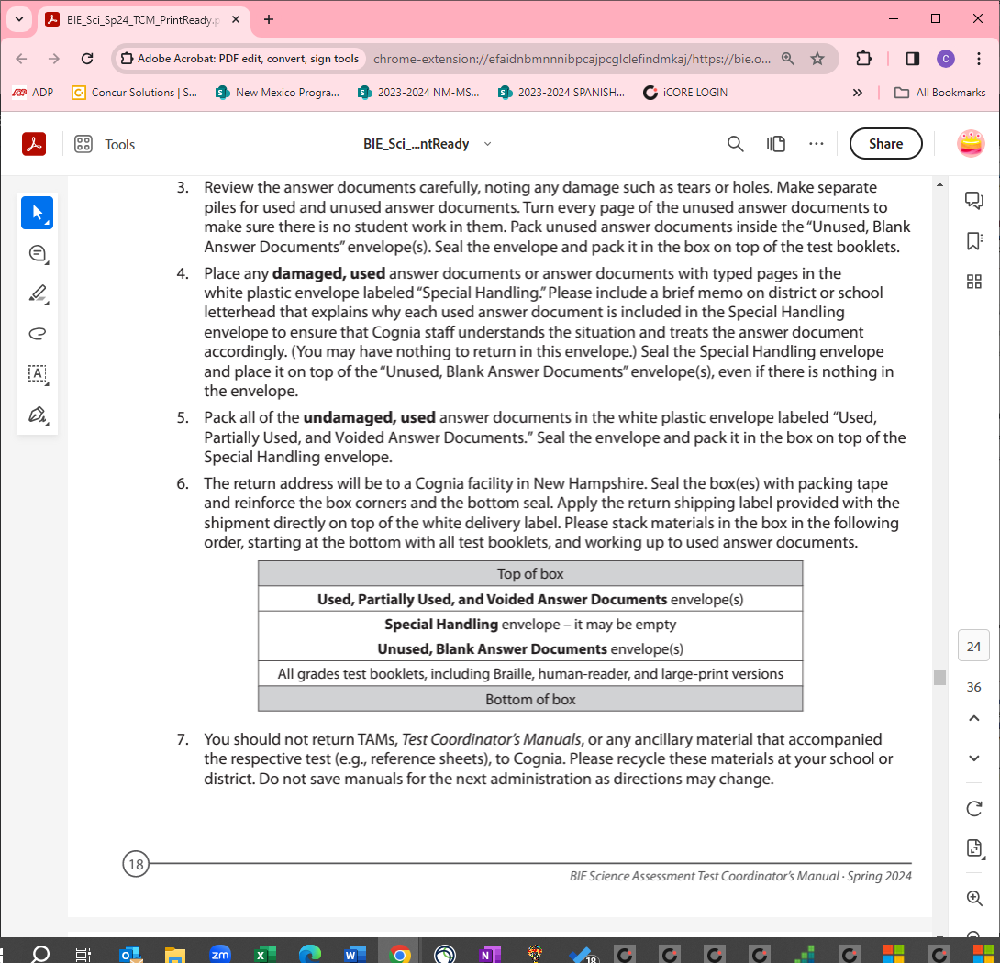 BIE_Sci_Sp24_TCM_PrintReady.p
Adobe Acrobat: PDF edit, convert, sign tools
chrome-extension://efaidnbmnnnibpcajpcglclefindmkaj/https://bie.o...
C
ADP
Concur Solutions | S...
New Mexico Progra...
2023-2024 NM-MS...
2023-2024 SPANISH...
iCORE LOGIN
All Bookmarks
Tools
BIE_Sci_...ntReady
Share
3. Review the answer documents carefully, noting any damage such as tears or holes. Make separate
piles for used and unused answer documents. Turn every page of the unused answer documents to
make sure there is no student work in them. Pack unused answer documents inside the “Unused, Blank
Answer Documents” envelope(s). Seal the envelope and pack it in the box on top of the test booklets.
4. Place any damaged, used answer documents or answer documents with typed pages in the
white plastic envelope labeled “Special Handling.” Please include a brief memo on district or school
letterhead that explains why each used answer document is included in the Special Handling
envelope to ensure that Cognia staff understands the situation and treats the answer document
accordingly. (You may have nothing to return in this envelope.) Seal the Special Handling envelope
and place it on top of the “Unused, Blank Answer Documents” envelope(s), even if there is nothing in
the envelope.
5. Pack all of the undamaged, used answer documents in the white plastic envelope labeled “Used,
Partially Used, and Voided Answer Documents.” Seal the envelope and pack it in the box on top of the
Special Handling envelope.
6. The return address will be to a Cognia facility in New Hampshire. Seal the box(es) with packing tape
and reinforce the box corners and the bottom seal. Apply the return shipping label provided with the
shipment directly on top of the white delivery label. Please stack materials in the box in the following
order, starting at the bottom with all test booklets, and working up to used answer documents.
Top of box
Used, Partially Used, and Voided Answer Documents envelope(s)
Special Handling envelope – it may be empty
Unused, Blank Answer Documents envelope(s)
All grades test booklets, including Braille, human-reader, and large-print versions
Bottom of box
7. You should not return TAMs, Test Coordinator’s Manuals, or any ancillary material that accompanied
the respective test (e.g., reference sheets), to Cognia. Please recycle these materials at your school or
district. Do not save manuals for the next administration as directions may change.
18
BIE Science Assessment Test Coordinator’s Manual · Spring 2024
24
36
zm
18